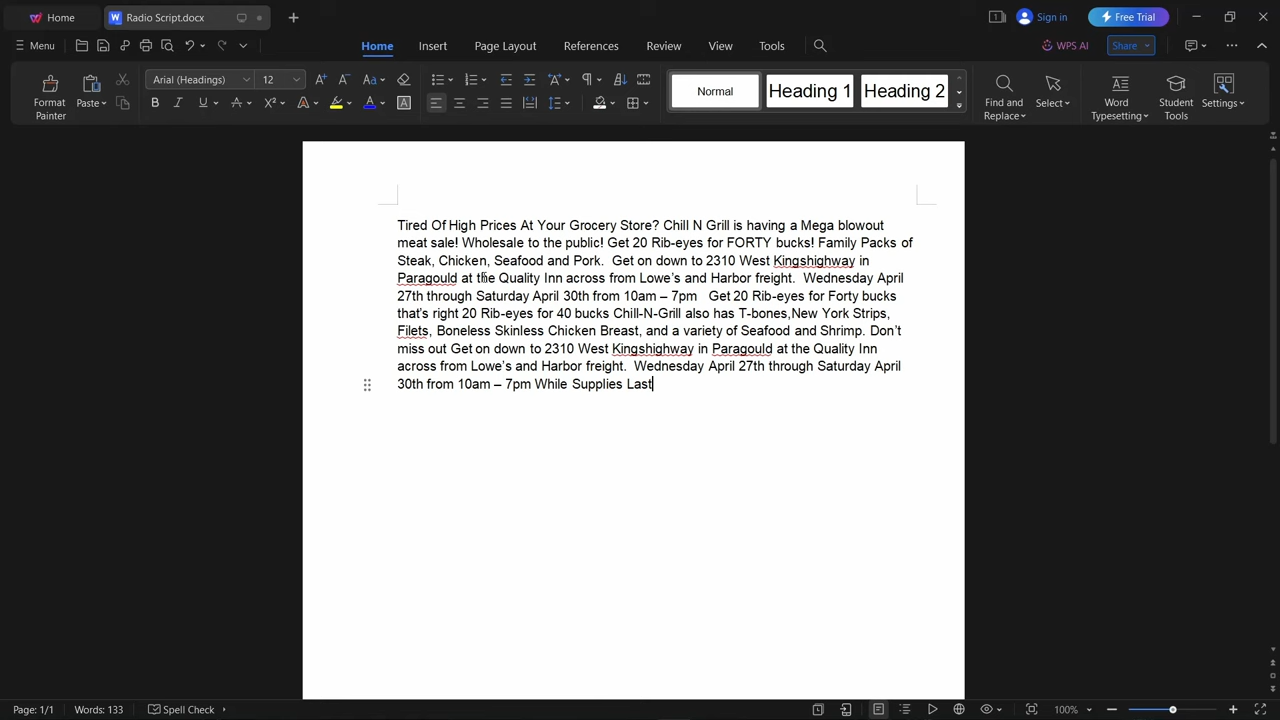 Home
Radio Script.docx
Sign in
Free Trial
Menu
Home
Insert
Page Layout
References
Review
View
Tools
WPS AI
Share
Format
Painter
Paste
Arial (Headings)
12
Normal
Heading 1
Heading 2
Find and
Replace
Select
Word
Typesetting
Student
Tools
Settings
Tired Of High Prices At Your Grocery Store? Chill N Grill is having a Mega blowout
meat sale! Wholesale to the public! Get 20 Rib-eyes for FORTY bucks! Family Packs of
Steak, Chicken, Seafood and Pork.  Get on down to 2310 West Kingshighway in
Paragould at the Quality Inn across from Lowe’s and Harbor freight.  Wednesday April
27th through Saturday April 30th from 10am – 7pm   Get 20 Rib-eyes for Forty bucks
that’s right 20 Rib-eyes for 40 bucks Chill-N-Grill also has T-bones,New York Strips,
Filets, Boneless Skinless Chicken Breast, and a variety of Seafood and Shrimp. Don’t
miss out Get on down to 2310 West Kingshighway in Paragould at the Quality Inn
across from Lowe’s and Harbor freight.  Wednesday April 27th through Saturday April
30th from 10am – 7pm While Supplies Last
Page: 1/1
Words: 133
Spell Check
100%